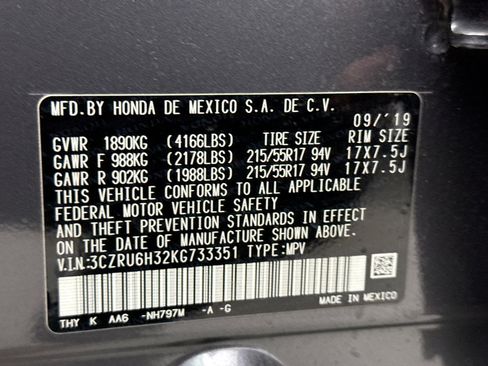 MFD.BY HONDA DE MEXICO S.A. DE C.V.
09/'19
GVWR 1890KG (4166LBS) TIRE SIZE RIM SIZE
GAWR F 988KG (2178LBS) 215/55R17 94V 17X7.5J
GAWR R 902KG (1988LBS) 215/55R17 94V 17X7.5J
THIS VEHICLE CONFORMS TO ALL APPLICABLE
FEDERAL MOTOR VEHICLE SAFETY
AND THEFT PREVENTION STANDARDS IN EFFECT
ON THE DATE OF MANUFACTURE SHOWN ABOVE.
V.I.N:3CZRU6H32KG733351 TYPE:MPV
MADE IN MEXICO
THY K AA6 -NH797M -A -G